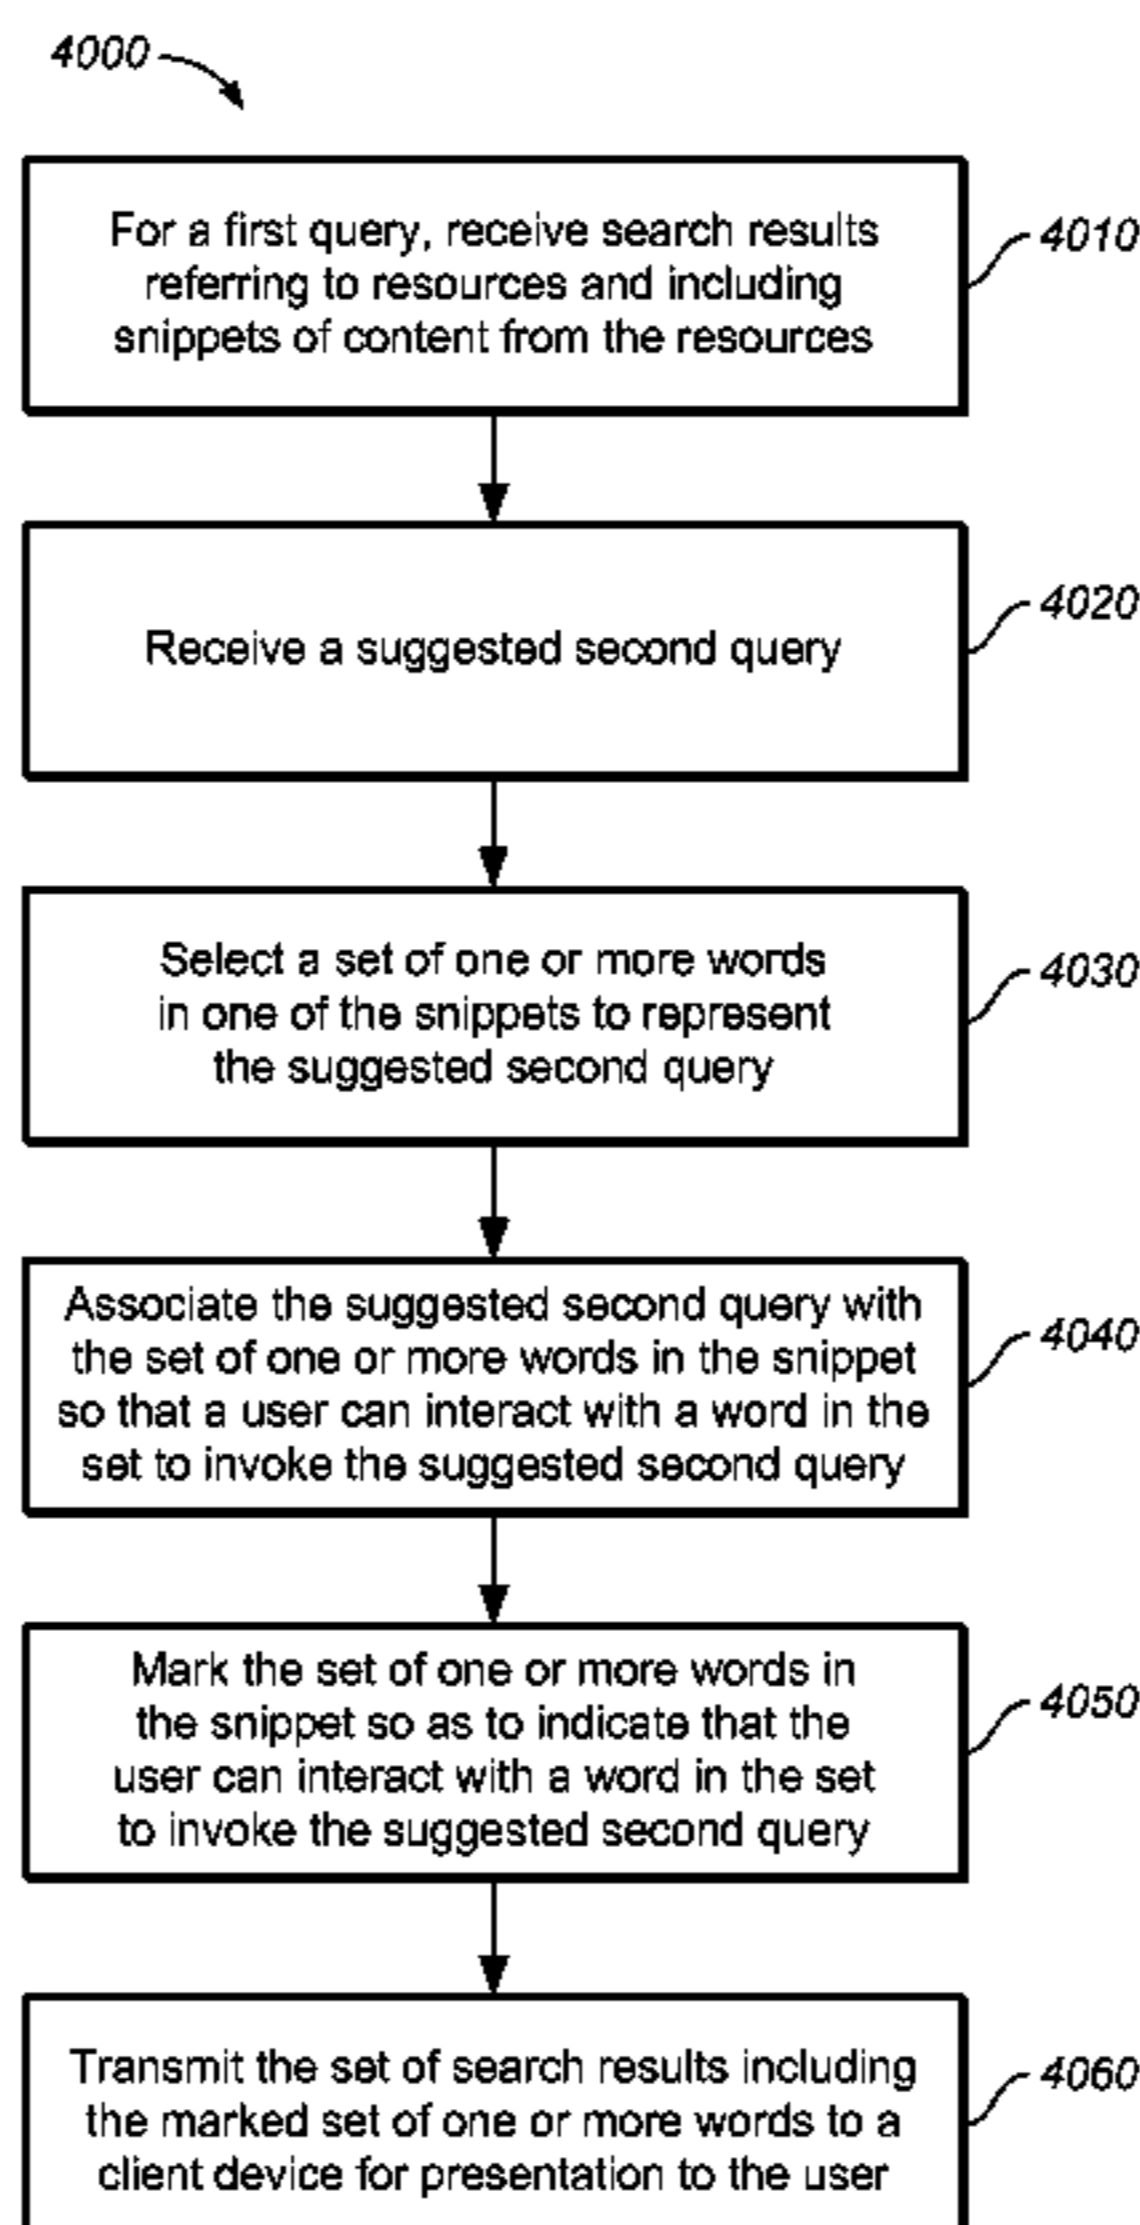 4000
For a first query, receive search results
referring to resources and including
snippets of content from the resources
4010
Receive a suggested second query
4020
Select a set of one or more words
in one of the snippets to represent
the suggested second query
4030
Associate the suggested second query with
the set of one or more words in the snippet
so that a user can interact with a word in the
set to invoke the suggested second query
4040
Mark the set of one or more words in
the snippet so as to indicate that the
user can interact with a word in the set
to invoke the suggested second query
4050
Transmit the set of search results including
the marked set of one or more words to a
client device for presentation to the user
4060